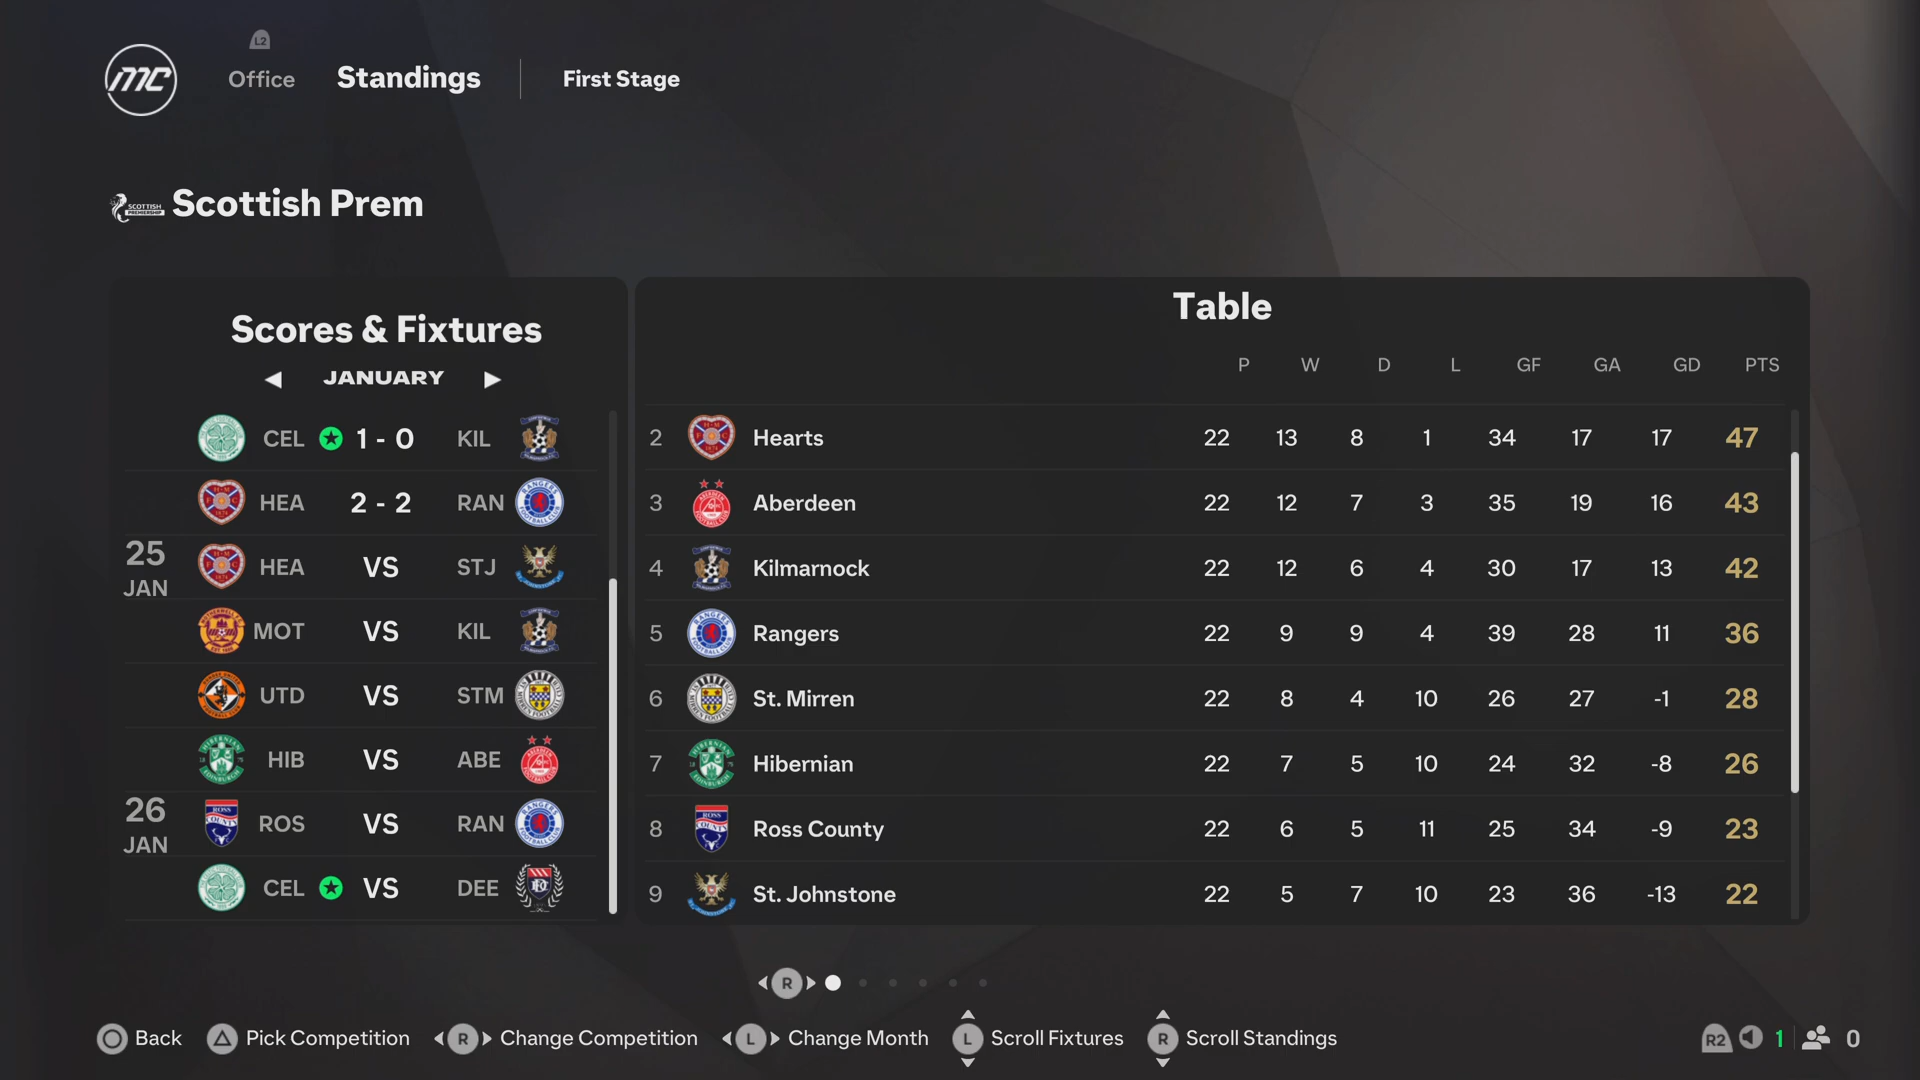 L2
MC Office Standings First Stage
SCOTTISH PREMIERSHIP Scottish Prem
Scores & Fixtures
JANUARY
CEL 1 - 0 KIL
HEA 2 - 2 RAN
25 JAN HEA VS STJ
MOT VS KIL
UTD VS STM
HIB VS ABE
26 JAN ROS VS RAN
CEL VS DEE
Table
P W D L GF GA GD PTS
2 Hearts 22 13 8 1 34 17 17 47
3 Aberdeen 22 12 7 3 35 19 16 43
4 Kilmarnock 22 12 6 4 30 17 13 42
5 Rangers 22 9 9 4 39 28 11 36
6 St. Mirren 22 8 4 10 26 27 -1 28
7 Hibernian 22 7 5 10 24 32 -8 26
8 Ross County 22 6 5 11 25 34 -9 23
9 St. Johnstone 22 5 7 10 23 36 -13 22
R
Back Pick Competition R Change Competition L Change Month L Scroll Fixtures R Scroll Standings R2 1 0